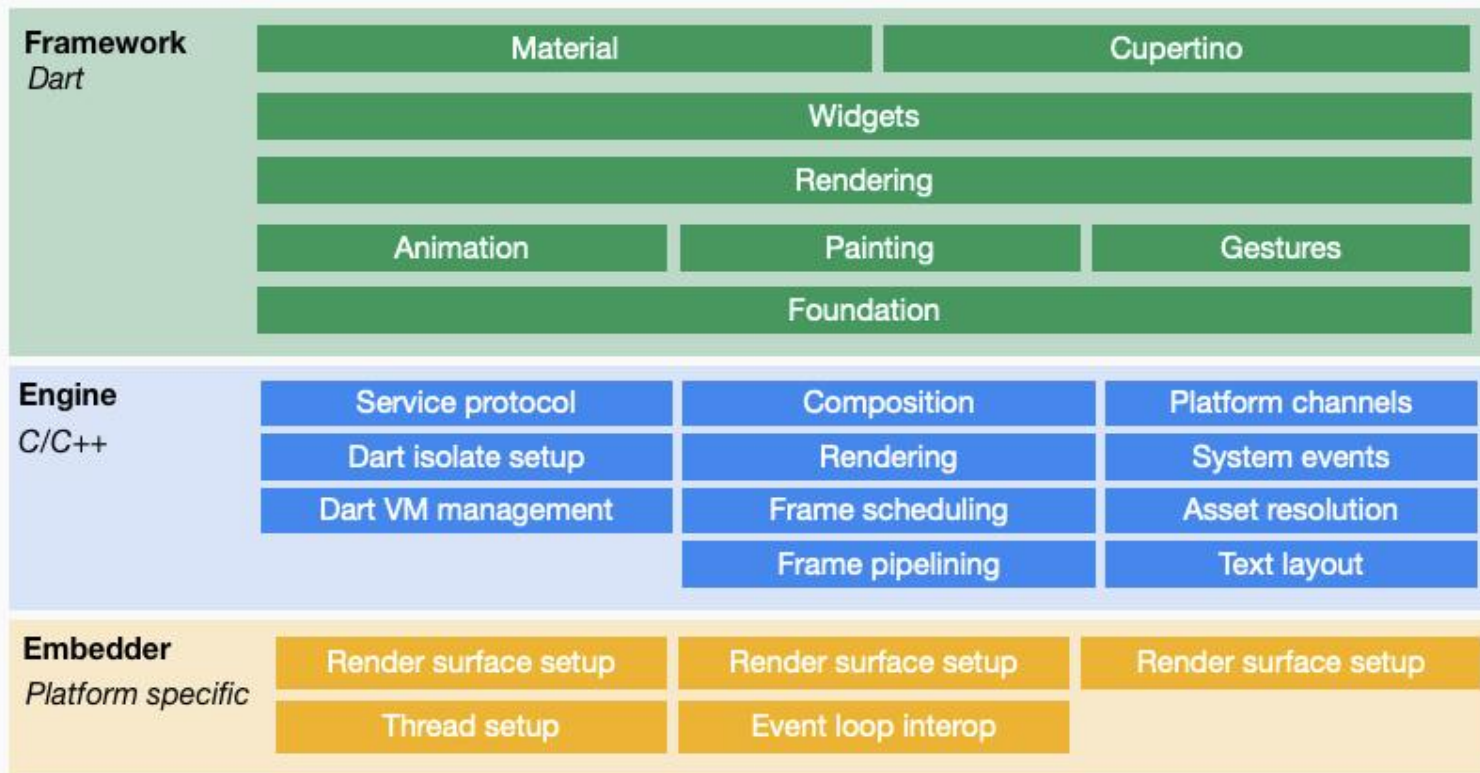 Framework
Dart
Material Cupertino
Widgets
Rendering
Animation Painting Gestures
Foundation
Engine
C/C++
Service protocol Composition Platform channels
Dart isolate setup Rendering System events
Dart VM management Frame scheduling Asset resolution
Frame pipelining Text layout
Embedder
Platform specific
Render surface setup Render surface setup Render surface setup
Thread setup Event loop interop